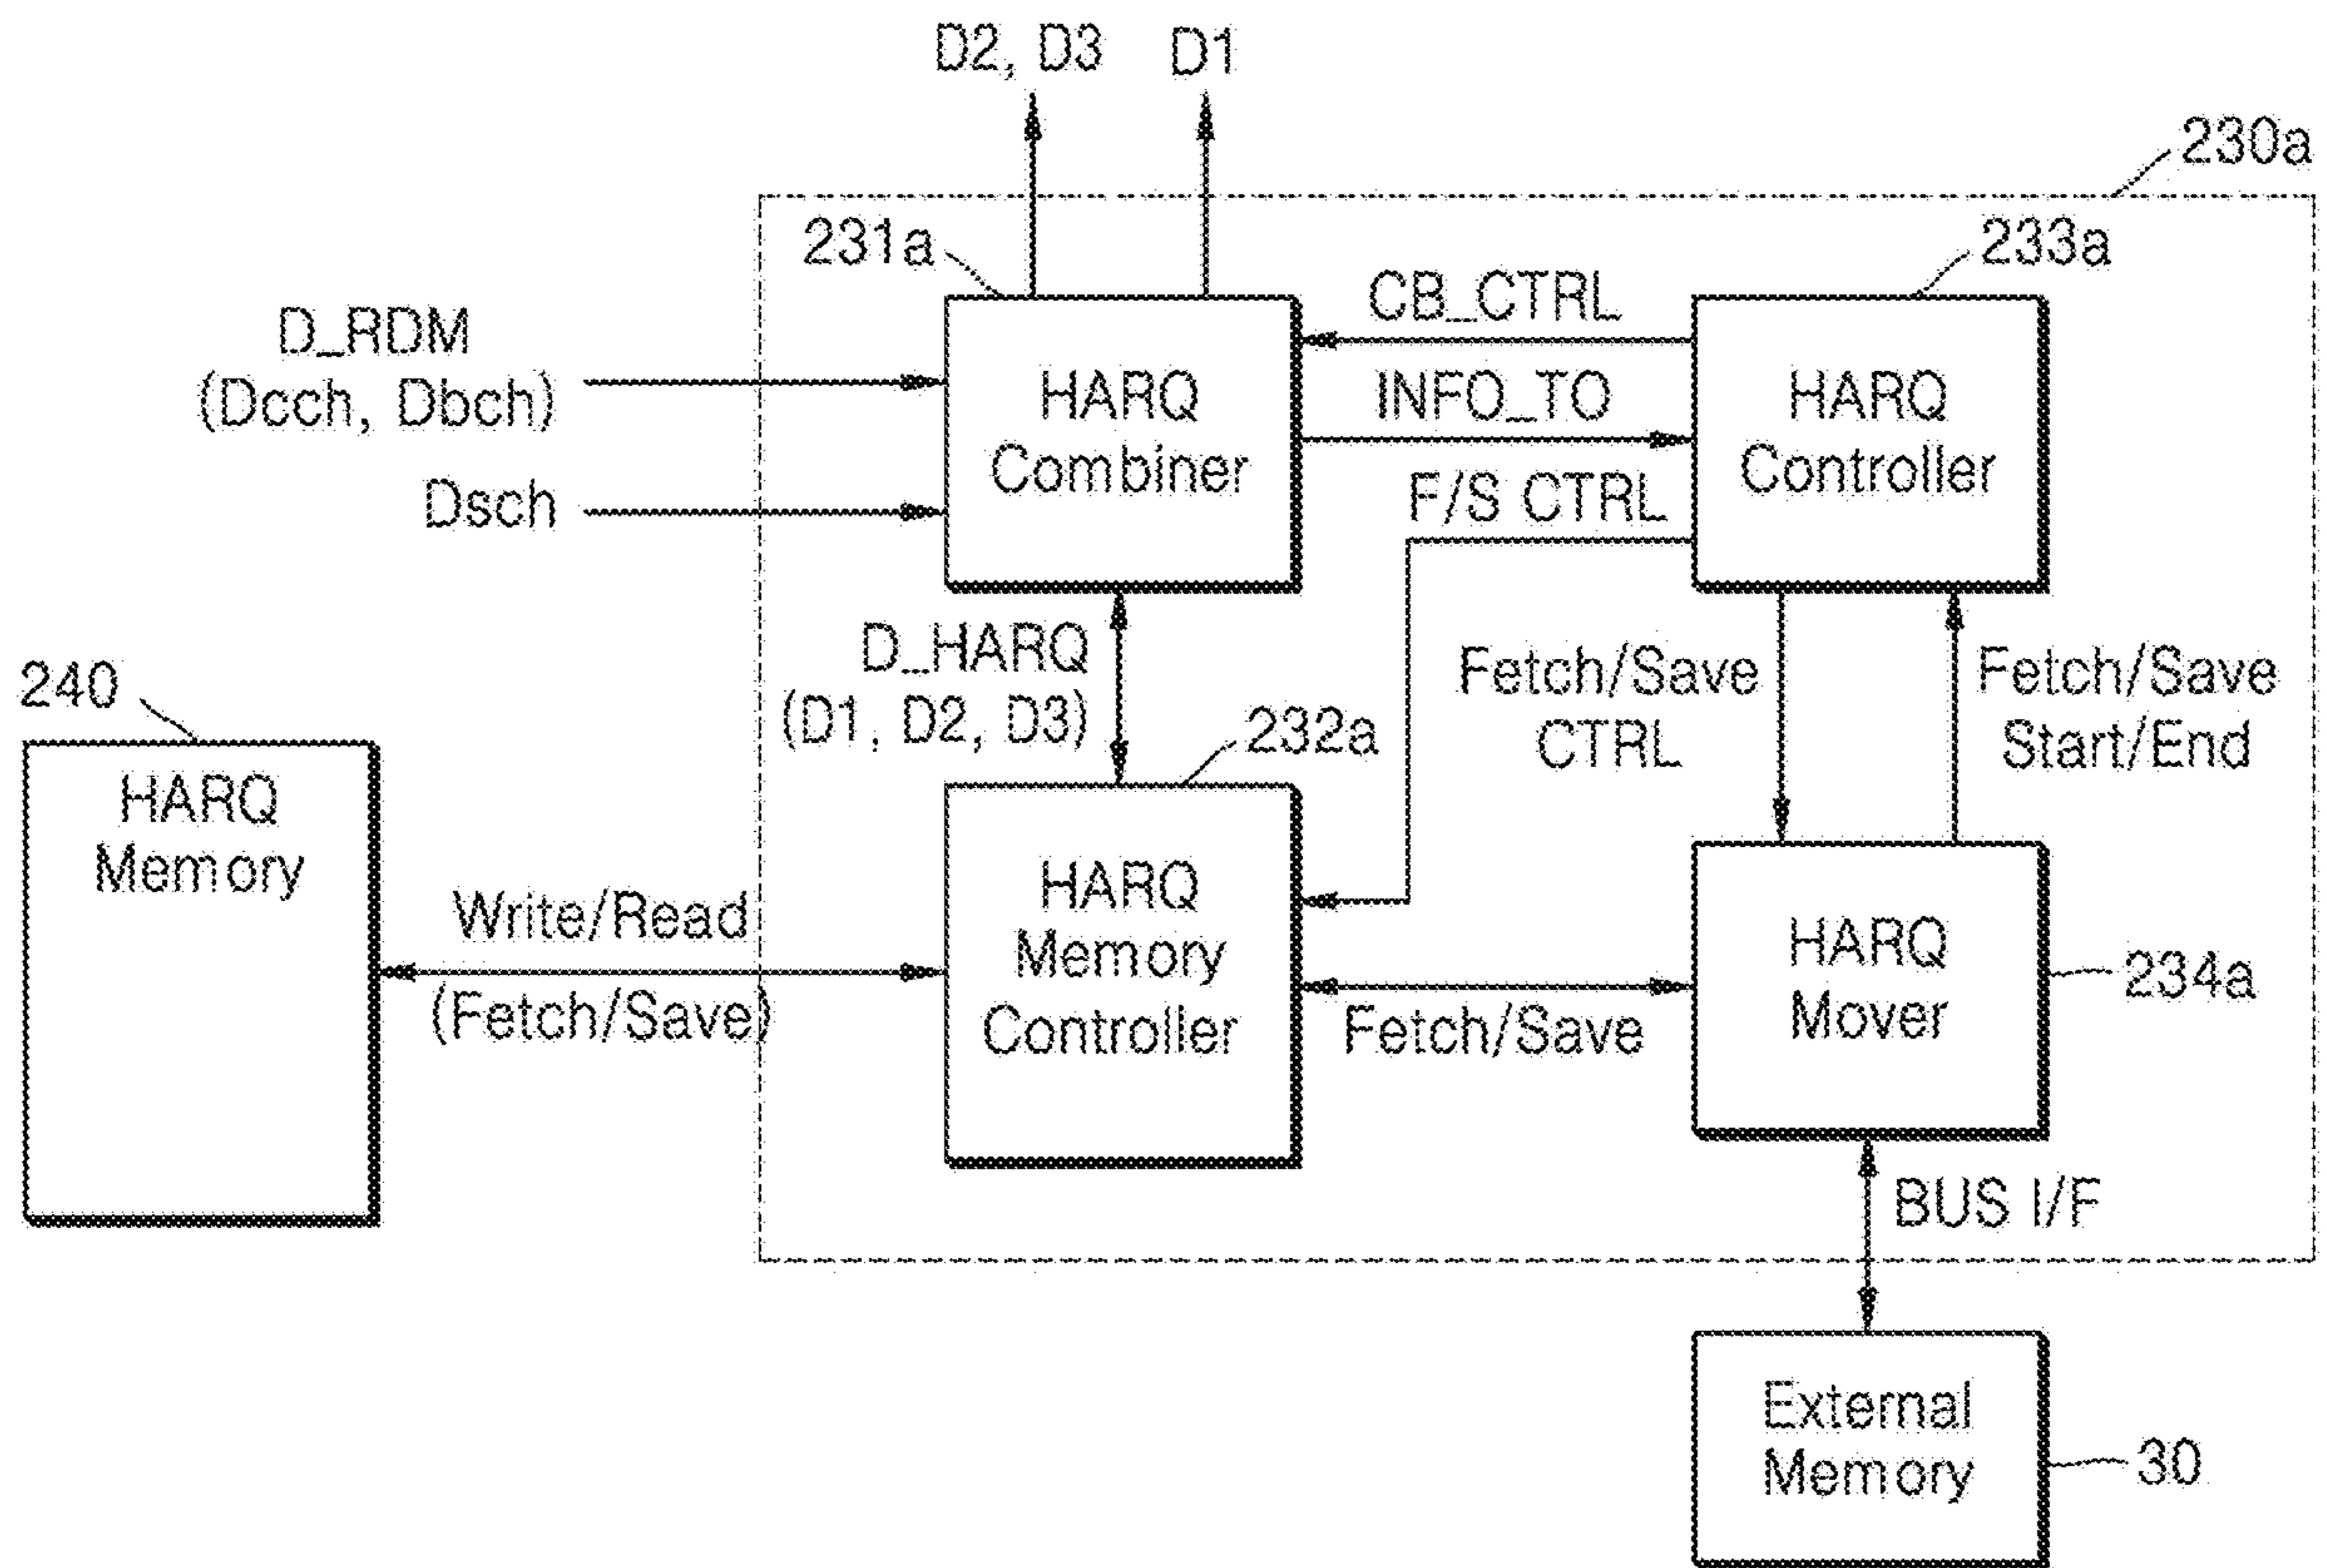 D2, D3
D1
230a
231a
233a
D_RDM
(Dcch, Dbch)
Dsch
HARQ
Combiner
CB_CTRL
INFO_TO
F/S CTRL
HARQ
Controller
D_HARQ
(D1, D2, D3)
Fetch/Save
CTRL
Fetch/Save
Start/End
240
232a
HARQ
Memory
Write/Read
(Fetch/Save)
HARQ
Memory
Controller
Fetch/Save
HARQ
Mover
234a
BUS I/F
External
Memory
30